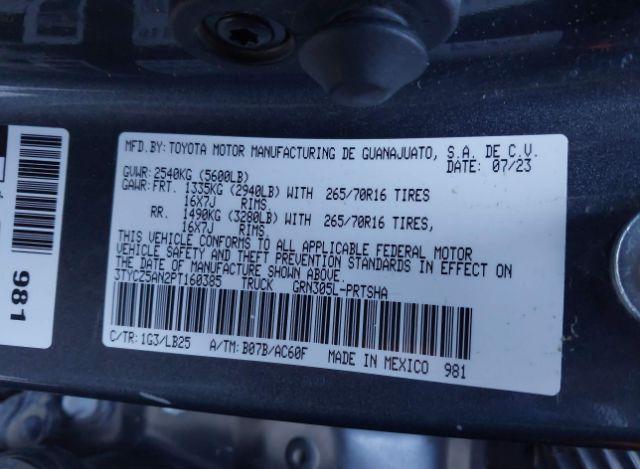 MFD.BY: TOYOTA MOTOR MANUFACTURING DE GUANAJUATO, S.A. DE C.V.
DATE: 07/23
GVWR: 2540KG (5600LB)
GAWR: FRT. 1335KG (2940LB) WITH 265/70R16 TIRES
16X7J RIMS
RR. 1490KG (3280LB) WITH 265/70R16 TIRES,
16X7J RIMS
THIS VEHICLE CONFORMS TO ALL APPLICABLE FEDERAL MOTOR
VEHICLE SAFETY AND THEFT PREVENTION STANDARDS IN EFFECT ON
THE DATE OF MANUFACTURE SHOWN ABOVE.
3TYCZ5AN2PT160385 TRUCK GRN305L-PRTSHA
C/TR: 1G3/LB25 A/TM: B07B/AC60F MADE IN MEXICO 981
981